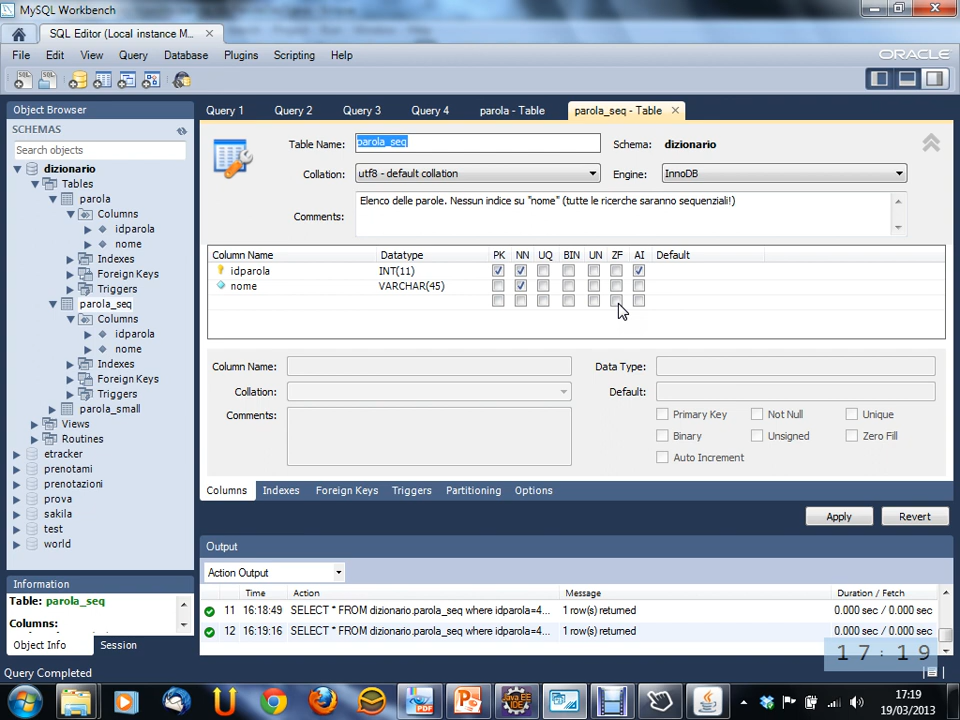 MySQL Workbench
SQL Editor (Local instance M... ×
File Edit View Query Database Plugins Scripting Help
ORACLE
Object Browser
SCHEMAS
Search objects
dizionario
Tables
parola
Columns
idparola
nome
Indexes
Foreign Keys
Triggers
parola_seq
Columns
idparola
nome
Indexes
Foreign Keys
Triggers
parola_small
Views
Routines
etracker
prenotami
prenotazioni
prova
sakila
test
world
Information
Table: parola_seq
Columns:
Object Info Session
Query 1 Query 2 Query 3 Query 4 parola - Table parola_seq - Table ×
Table Name: parola_seq Schema: dizionario
Collation: utf8 - default collation Engine: InnoDB
Comments: Elenco delle parole. Nessun indice su "nome" (tutte le ricerche saranno sequenziali!)
Column Name Datatype PK NN UQ BIN UN ZF AI Default
idparola INT(11)
nome VARCHAR(45)
Column Name: Data Type:
Collation: Default:
Comments: Primary Key Not Null Unique
Binary Unsigned Zero Fill
Auto Increment
Columns Indexes Foreign Keys Triggers Partitioning Options
Apply Revert
Output
Action Output
Time Action Message Duration / Fetch
11 16:18:49 SELECT * FROM dizionario.parola_seq where idparola=4... 1 row(s) returned 0.000 sec / 0.000 sec
12 16:19:16 SELECT * FROM dizionario.parola_seq where idparola=4... 1 row(s) returned 0.000 sec / 0.000 sec
17:19
Query Completed
17:19
19/03/2013